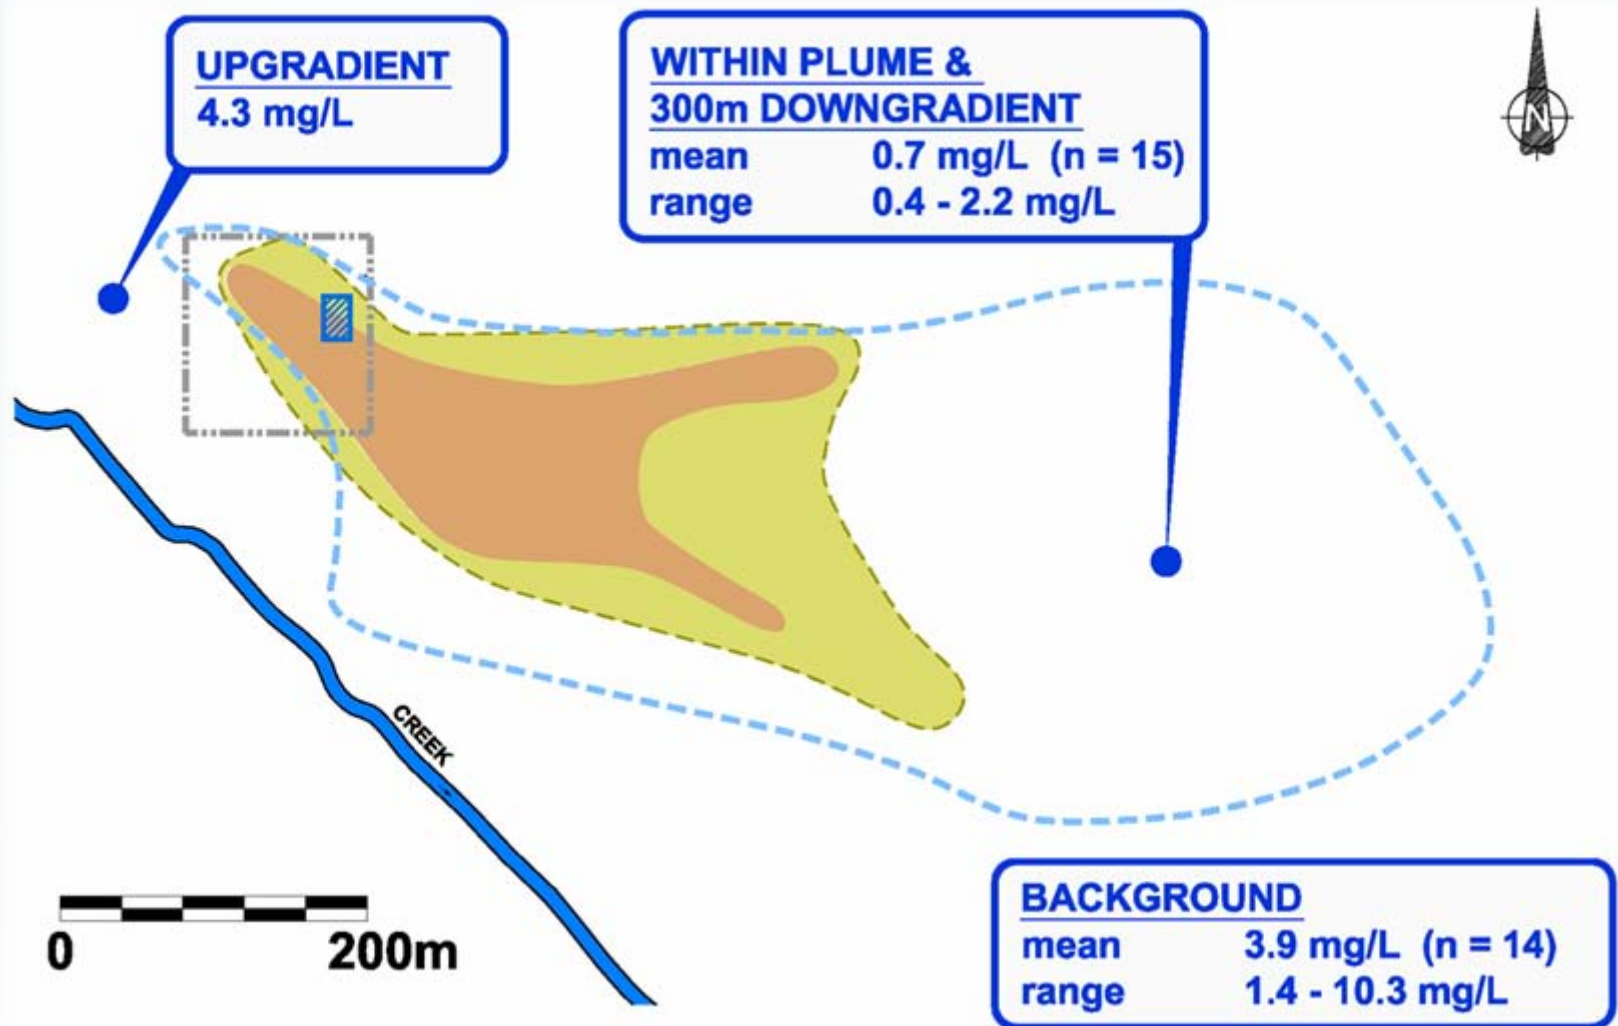 UPGRADIENT
4.3 mg/L
WITHIN PLUME &
300m DOWNGRADIENT
mean 0.7 mg/L (n = 15)
range 0.4 - 2.2 mg/L
N
CREEK
0 200m
BACKGROUND
mean 3.9 mg/L (n = 14)
range 1.4 - 10.3 mg/L